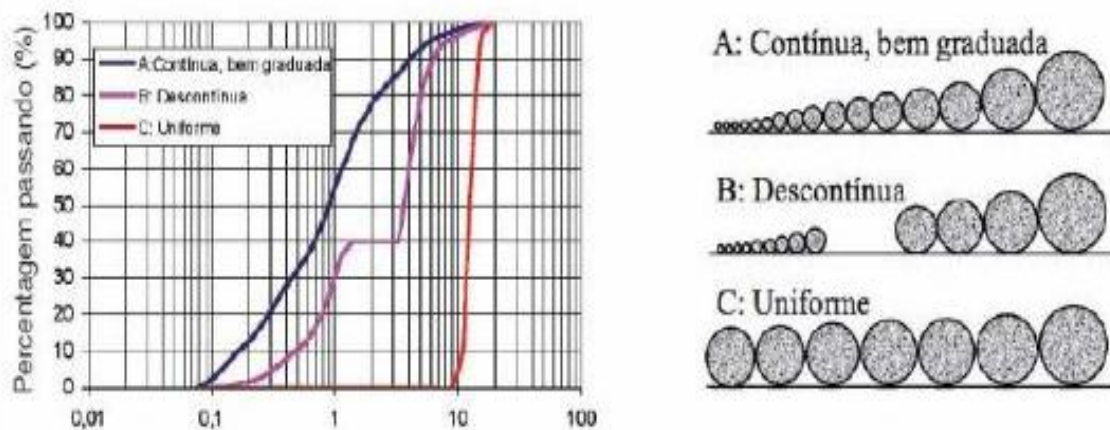 Percentagem passando (%)
100
90
80
70
60
50
40
30
20
10
0
A:Contínua, bem graduada
B: Descontínua
C: Uniforme
0,01
0,1
1
10
100
A: Contínua, bem graduada
B: Descontínua
C: Uniforme